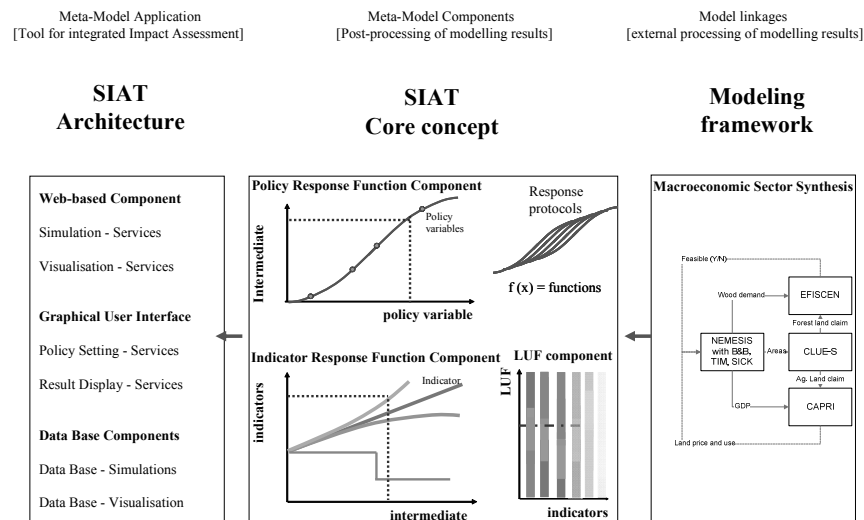 Meta-Model Application
[Tool for integrated Impact Assessment]
Meta-Model Components
[Post-processing of modelling results]
Model linkages
[external processing of modelling results]
SIAT
Architecture
SIAT
Core concept
Modeling
framework
Web-based Component
Simulation - Services
Visualisation - Services
Graphical User Interface
Policy Setting - Services
Result Display - Services
Data Base Components
Data Base - Simulations
Data Base - Visualisation
Policy Response Function Component
Intermediate
Policy
variables
policy variable
Response
protocols
f (x) = functions
Indicator Response Function Component
indicators
Indicator
intermediate
LUF component
LUF
indicators
Macroeconomic Sector Synthesis
Feasible (Y/N)
Wood demand
EFISCEN
Forest land claim
NEMESIS
with B&B,
TIM, SICK
Areas
CLUE-S
Ag. Land claim
GDP
CAPRI
Land price and use